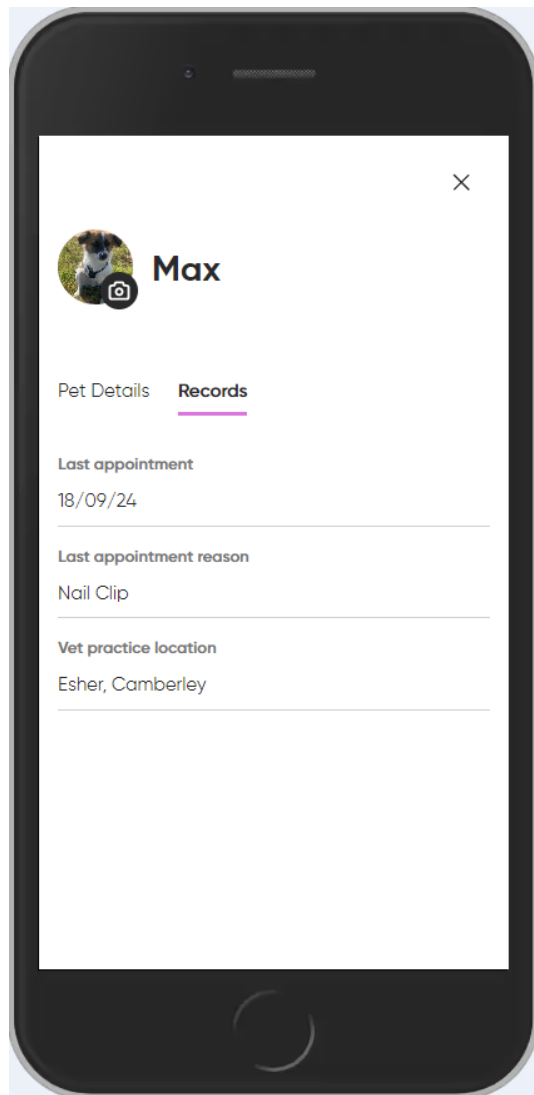 Max
Pet Details Records
Last appointment
18/09/24
Last appointment reason
Nail Clip
Vet practice location
Esher, Camberley